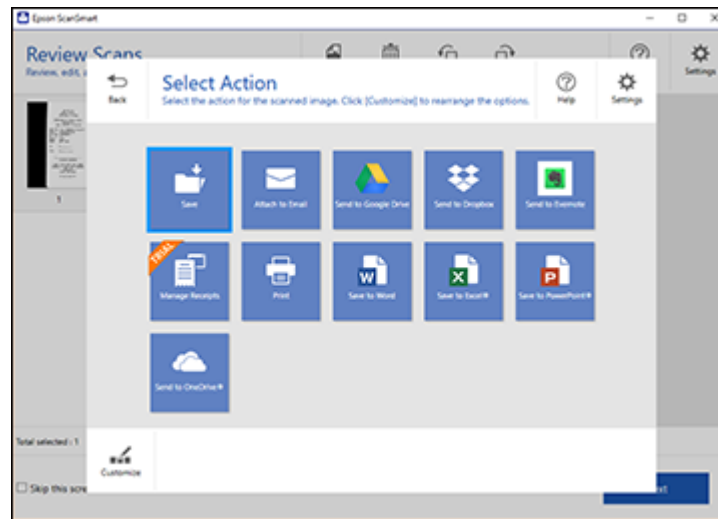 Epson ScanSmart
Review Scans
Review, edit, a
Settings
Back
Select Action
Select the action for the scanned image. Click [Customize] to rearrange the options.
Help
Settings
Save
Attach to Email
Send to Google Drive
Send to Dropbox
Send to Evernote
TRIAL
Manage Receipts
Print
Save to Word
Save to Excel®
Save to PowerPoint®
Send to OneDrive®
1
Total selected : 1
Customize
Skip this scre
xt